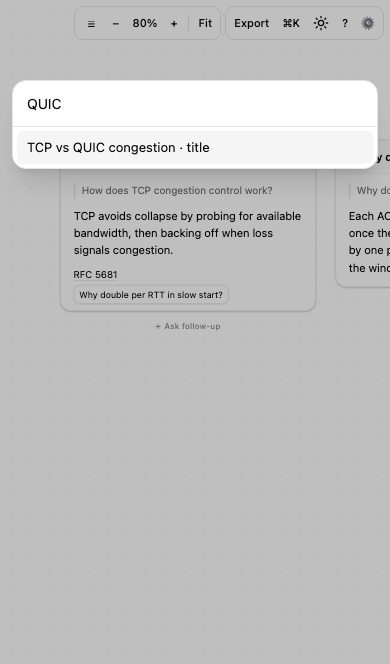 ≡ − 80% + Fit Export ⌘K ?
QUIC
TCP vs QUIC congestion · title
How does TCP congestion control work?
TCP avoids collapse by probing for available
bandwidth, then backing off when loss
signals congestion.
RFC 5681
Why double per RTT in slow start?
+ Ask follow-up
Why do
Each AC
once the
by one p
the wind